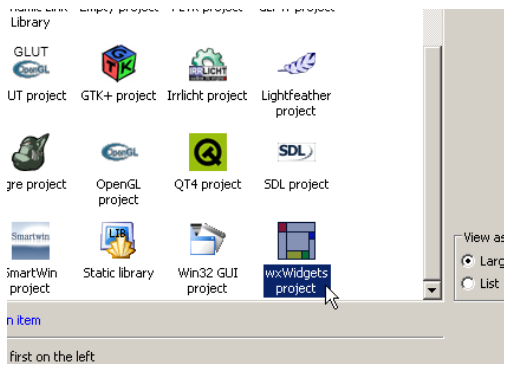 Library
GLUT
OpenGL
GTK
IRRLICHT
UT project
GTK+ project
Irrlicht project
Lightfeather
project
OpenGL
SDL
gre project
OpenGL
project
QT4 project
SDL project
Smartwin
LIB
SmartWin
project
Static library
Win32 GUI
project
wxWidgets
project
View as
Larg
List
n item
first on the left